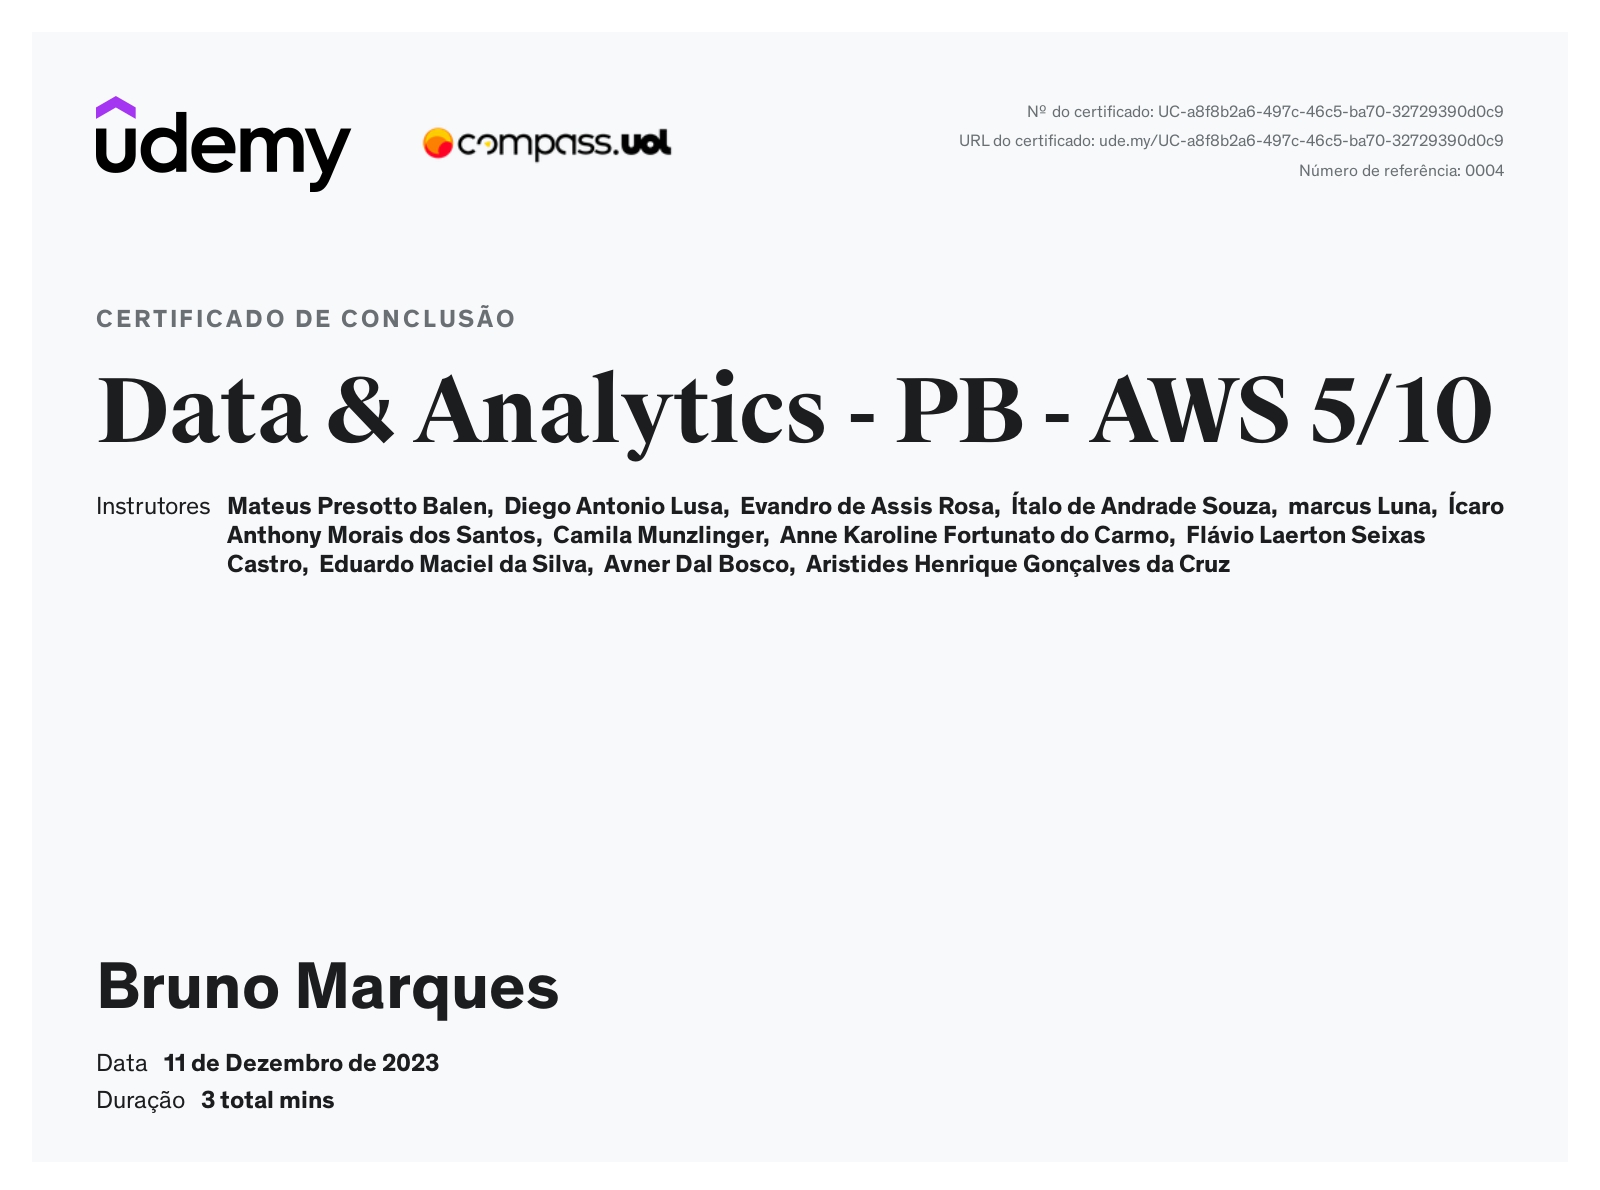 udemy
compass.uol
Nº do certificado: UC-a8f8b2a6-497c-46c5-ba70-32729390d0c9
URL do certificado: ude.my/UC-a8f8b2a6-497c-46c5-ba70-32729390d0c9
Número de referência: 0004
CERTIFICADO DE CONCLUSÃO
Data & Analytics - PB - AWS 5/10
Instrutores Mateus Presotto Balen, Diego Antonio Lusa, Evandro de Assis Rosa, Ítalo de Andrade Souza, marcus Luna, Ícaro
Anthony Morais dos Santos, Camila Munzlinger, Anne Karoline Fortunato do Carmo, Flávio Laerton Seixas
Castro, Eduardo Maciel da Silva, Avner Dal Bosco, Aristides Henrique Gonçalves da Cruz
Bruno Marques
Data 11 de Dezembro de 2023
Duração 3 total mins